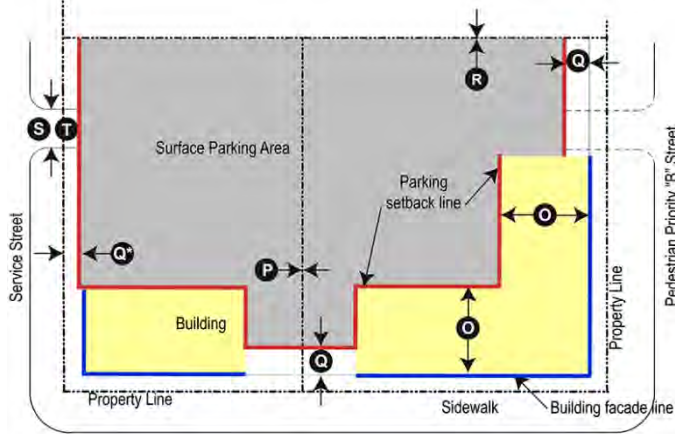 Q
R
S T
Surface Parking Area
Parking
setback line
O
Service Street
Q*
P
Pedestrian Priority "B" Street
Property Line
Building
O
Q
Property Line
Sidewalk
Building facade line